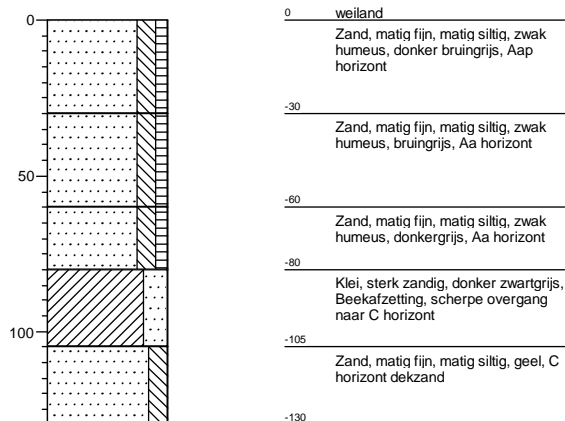 0
50
100
0 weiland
Zand, matig fijn, matig siltig, zwak
humeus, donker bruingrijs, Aap
horizont
-30
Zand, matig fijn, matig siltig, zwak
humeus, bruingrijs, Aa horizont
-60
Zand, matig fijn, matig siltig, zwak
humeus, donkergrijs, Aa horizont
-80
Klei, sterk zandig, donker zwartgrijs,
Beekafzetting, scherpe overgang
naar C horizont
-105
Zand, matig fijn, matig siltig, geel, C
horizont dekzand
-130